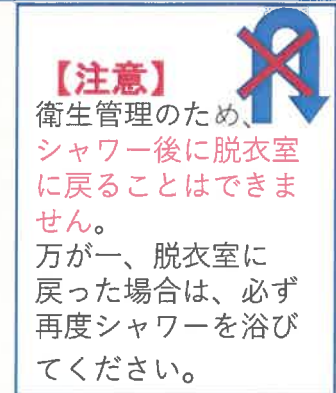 【注意】
衛生管理のため、
シャワー後に脱衣室
に戻ることはできま
せん。
万が一、脱衣室に
戻った場合は、必ず
再度シャワーを浴び
てください。